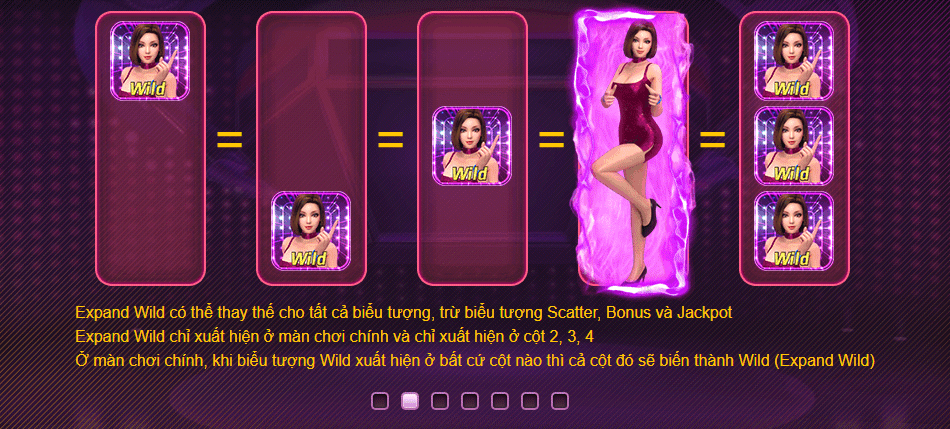 Wild = = Wild = = Wild
Wild
Wild Wild
Expand Wild có thể thay thế cho tất cả biểu tượng, trừ biểu tượng Scatter, Bonus và Jackpot
Expand Wild chỉ xuất hiện ở màn chơi chính và chỉ xuất hiện ở cột 2, 3, 4
Ở màn chơi chính, khi biểu tượng Wild xuất hiện ở bất cứ cột nào thì cả cột đó sẽ biến thành Wild (Expand Wild)